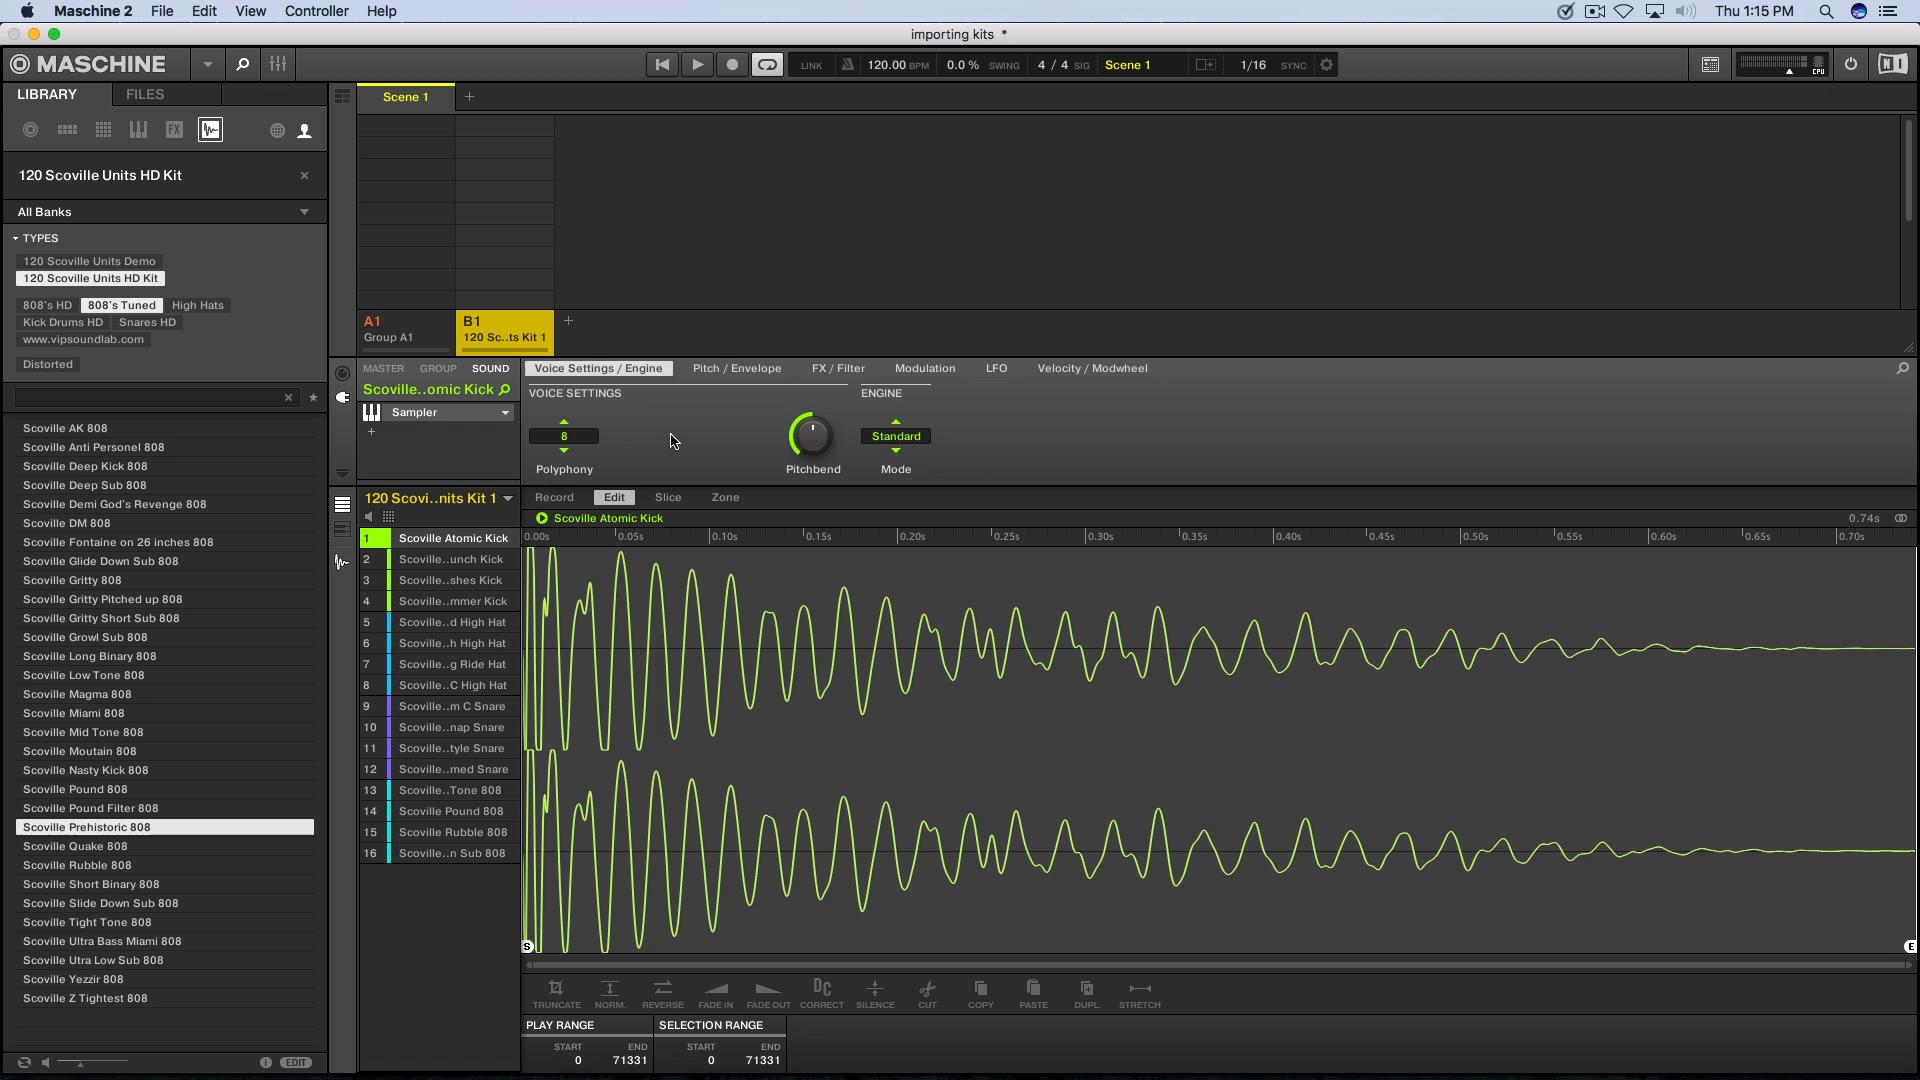 Maschine 2 File Edit View Controller Help Thu 1:15 PM
importing kits *
MASCHINE LINK 120.00 BPM 0.0 % SWING 4 / 4 SIG Scene 1 1/16 SYNC CPU
LIBRARY FILES
Scene 1 +
FX
120 Scoville Units HD Kit
All Banks
TYPES
120 Scoville Units Demo
120 Scoville Units HD Kit
808's HD 808's Tuned High Hats
Kick Drums HD Snares HD
www.vipsoundlab.com
Distorted
A1 B1 +
Group A1 120 Sc..ts Kit 1
MASTER GROUP SOUND Voice Settings / Engine Pitch / Envelope FX / Filter Modulation LFO Velocity / Modwheel
Scoville..omic Kick VOICE SETTINGS ENGINE
Sampler
+ 8 Standard
Polyphony Pitchbend Mode
Scoville AK 808
Scoville Anti Personel 808
Scoville Deep Kick 808
Scoville Deep Sub 808
Scoville Demi God's Revenge 808
Scoville DM 808
Scoville Fontaine on 26 inches 808
Scoville Glide Down Sub 808
Scoville Gritty 808
Scoville Gritty Pitched up 808
Scoville Gritty Short Sub 808
Scoville Growl Sub 808
Scoville Long Binary 808
Scoville Low Tone 808
Scoville Magma 808
Scoville Miami 808
Scoville Mid Tone 808
Scoville Moutain 808
Scoville Nasty Kick 808
Scoville Pound 808
Scoville Pound Filter 808
Scoville Prehistoric 808
Scoville Quake 808
Scoville Rubble 808
Scoville Short Binary 808
Scoville Slide Down Sub 808
Scoville Tight Tone 808
Scoville Ultra Bass Miami 808
Scoville Utra Low Sub 808
Scoville Yezzir 808
Scoville Z Tightest 808
EDIT
120 Scovi..nits Kit 1 Record Edit Slice Zone
Scoville Atomic Kick 0.74s
0.00s 0.05s 0.10s 0.15s 0.20s 0.25s 0.30s 0.35s 0.40s 0.45s 0.50s 0.55s 0.60s 0.65s 0.70s
1 Scoville Atomic Kick
2 Scoville..unch Kick
3 Scoville..shes Kick
4 Scoville..mmer Kick
5 Scoville..d High Hat
6 Scoville..h High Hat
7 Scoville..g Ride Hat
8 Scoville..C High Hat
9 Scoville..m C Snare
10 Scoville..nap Snare
11 Scoville..tyle Snare
12 Scoville..med Snare
13 Scoville..Tone 808
14 Scoville Pound 808
15 Scoville Rubble 808
16 Scoville..n Sub 808
S E
DC
TRUNCATE NORM. REVERSE FADE IN FADE OUT CORRECT SILENCE CUT COPY PASTE DUPL. STRETCH
PLAY RANGE SELECTION RANGE
START END START END
0 71331 0 71331